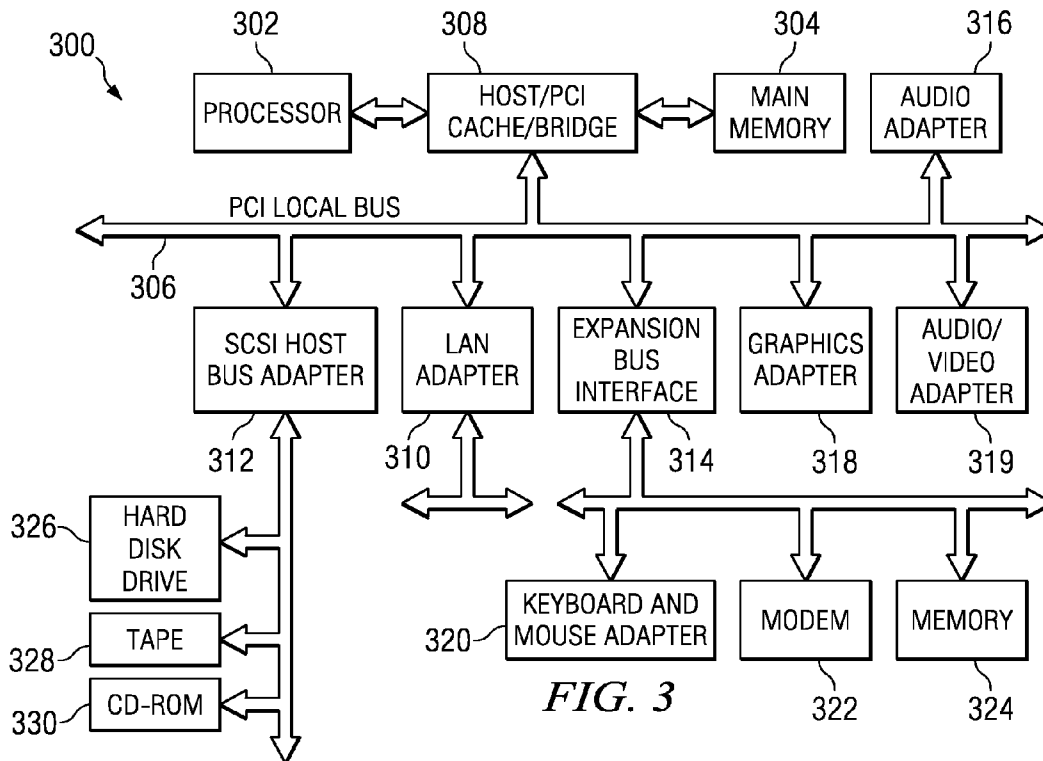 300
302
308
304
316
PROCESSOR
HOST/PCI
CACHE/BRIDGE
MAIN
MEMORY
AUDIO
ADAPTER
PCI LOCAL BUS
306
SCSI HOST
BUS ADAPTER
LAN
ADAPTER
EXPANSION
BUS
INTERFACE
GRAPHICS
ADAPTER
AUDIO/
VIDEO
ADAPTER
312
310
314
318
319
326
HARD
DISK
DRIVE
328
TAPE
330
CD-ROM
320
KEYBOARD AND
MOUSE ADAPTER
MODEM
MEMORY
322
324
FIG. 3